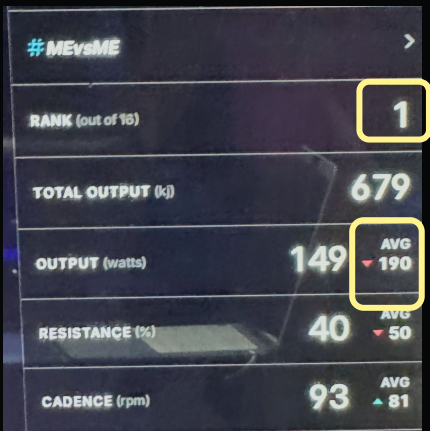 #MEvsME
RANK (out of 16)
1
TOTAL OUTPUT (kj)
679
OUTPUT (watts)
149
AVG
190
RESISTANCE (%)
40
AVG
50
CADENCE (rpm)
93
AVG
81